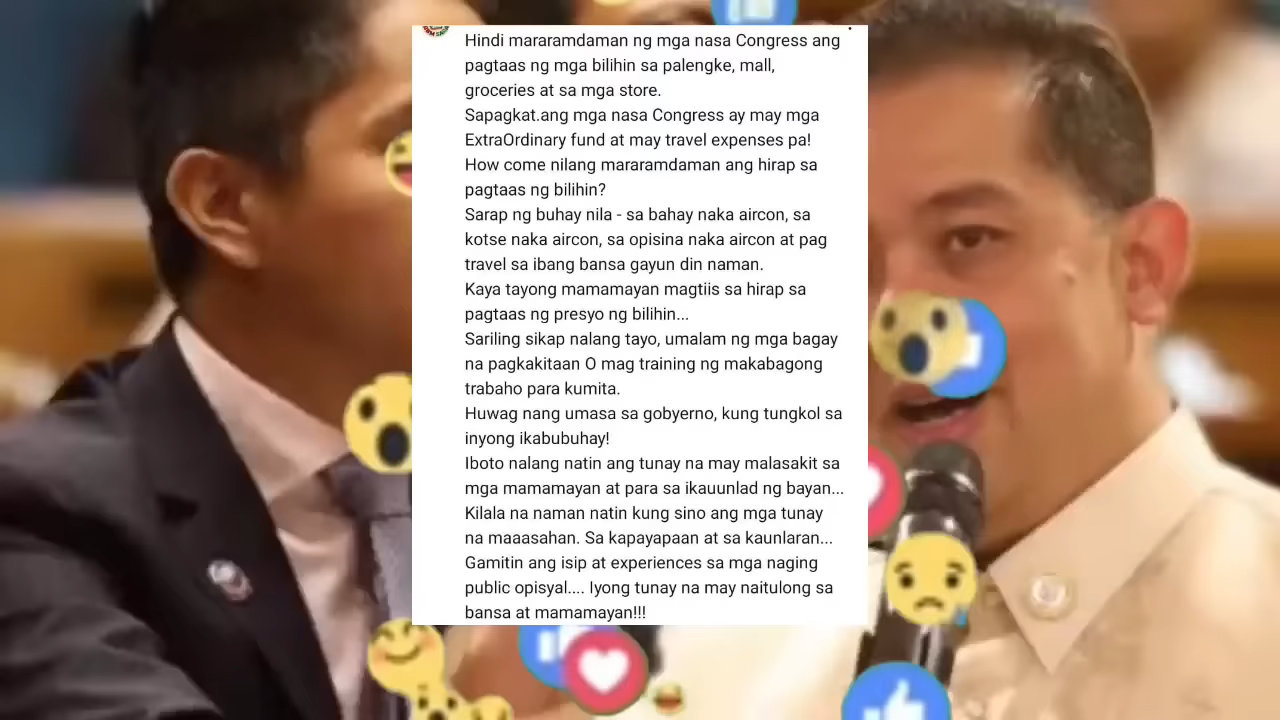 Hindi mararamdaman ng mga nasa Congress ang
pagtaas ng mga bilihin sa palengke, mall,
groceries at sa mga store.
Sapagkat.ang mga nasa Congress ay may mga
ExtraOrdinary fund at may travel expenses pa!
How come nilang mararamdaman ang hirap sa
pagtaas ng bilihin?
Sarap ng buhay nila - sa bahay naka aircon, sa
kotse naka aircon, sa opisina naka aircon at pag
travel sa ibang bansa gayun din naman.
Kaya tayong mamamayan magtiis sa hirap sa
pagtaas ng presyo ng bilihin...
Sariling sikap nalang tayo, umalam ng mga bagay
na pagkakitaan O mag training ng makabagong
trabaho para kumita.
Huwag nang umasa sa gobyerno, kung tungkol sa
inyong ikabubuhay!
Iboto nalang natin ang tunay na may malasakit sa
mga mamamayan at para sa ikauunlad ng bayan...
Kilala na naman natin kung sino ang mga tunay
na maaasahan. Sa kapayapaan at sa kaunlaran...
Gamitin ang isip at experiences sa mga naging
public opisyal.... Iyong tunay na may naitulong sa
bansa at mamamayan!!!